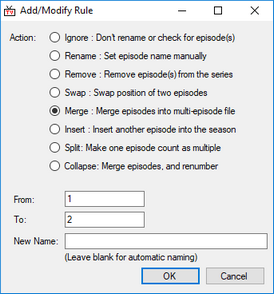 Add/Modify Rule
Action:
Ignore : Don't rename or check for episode(s)
Rename : Set episode name manually
Remove : Remove episode(s) from the series
Swap : Swap position of two episodes
Merge : Merge episodes into multi-episode file
Insert : Insert another episode into the season
Split: Make one episode count as multiple
Collapse: Merge episodes, and renumber
From: 1
To: 2
New Name:
(Leave blank for automatic naming)
OK Cancel